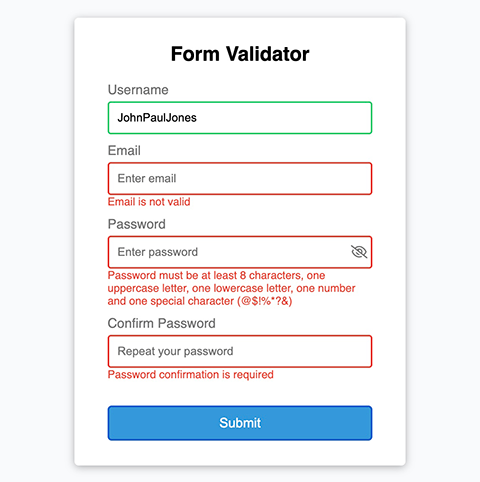 Form Validator
Username
JohnPaulJones
Email
Enter email
Email is not valid
Password
Enter password
Password must be at least 8 characters, one
uppercase letter, one lowercase letter, one number
and one special character (@$!%*?&)
Confirm Password
Repeat your password
Password confirmation is required
Submit